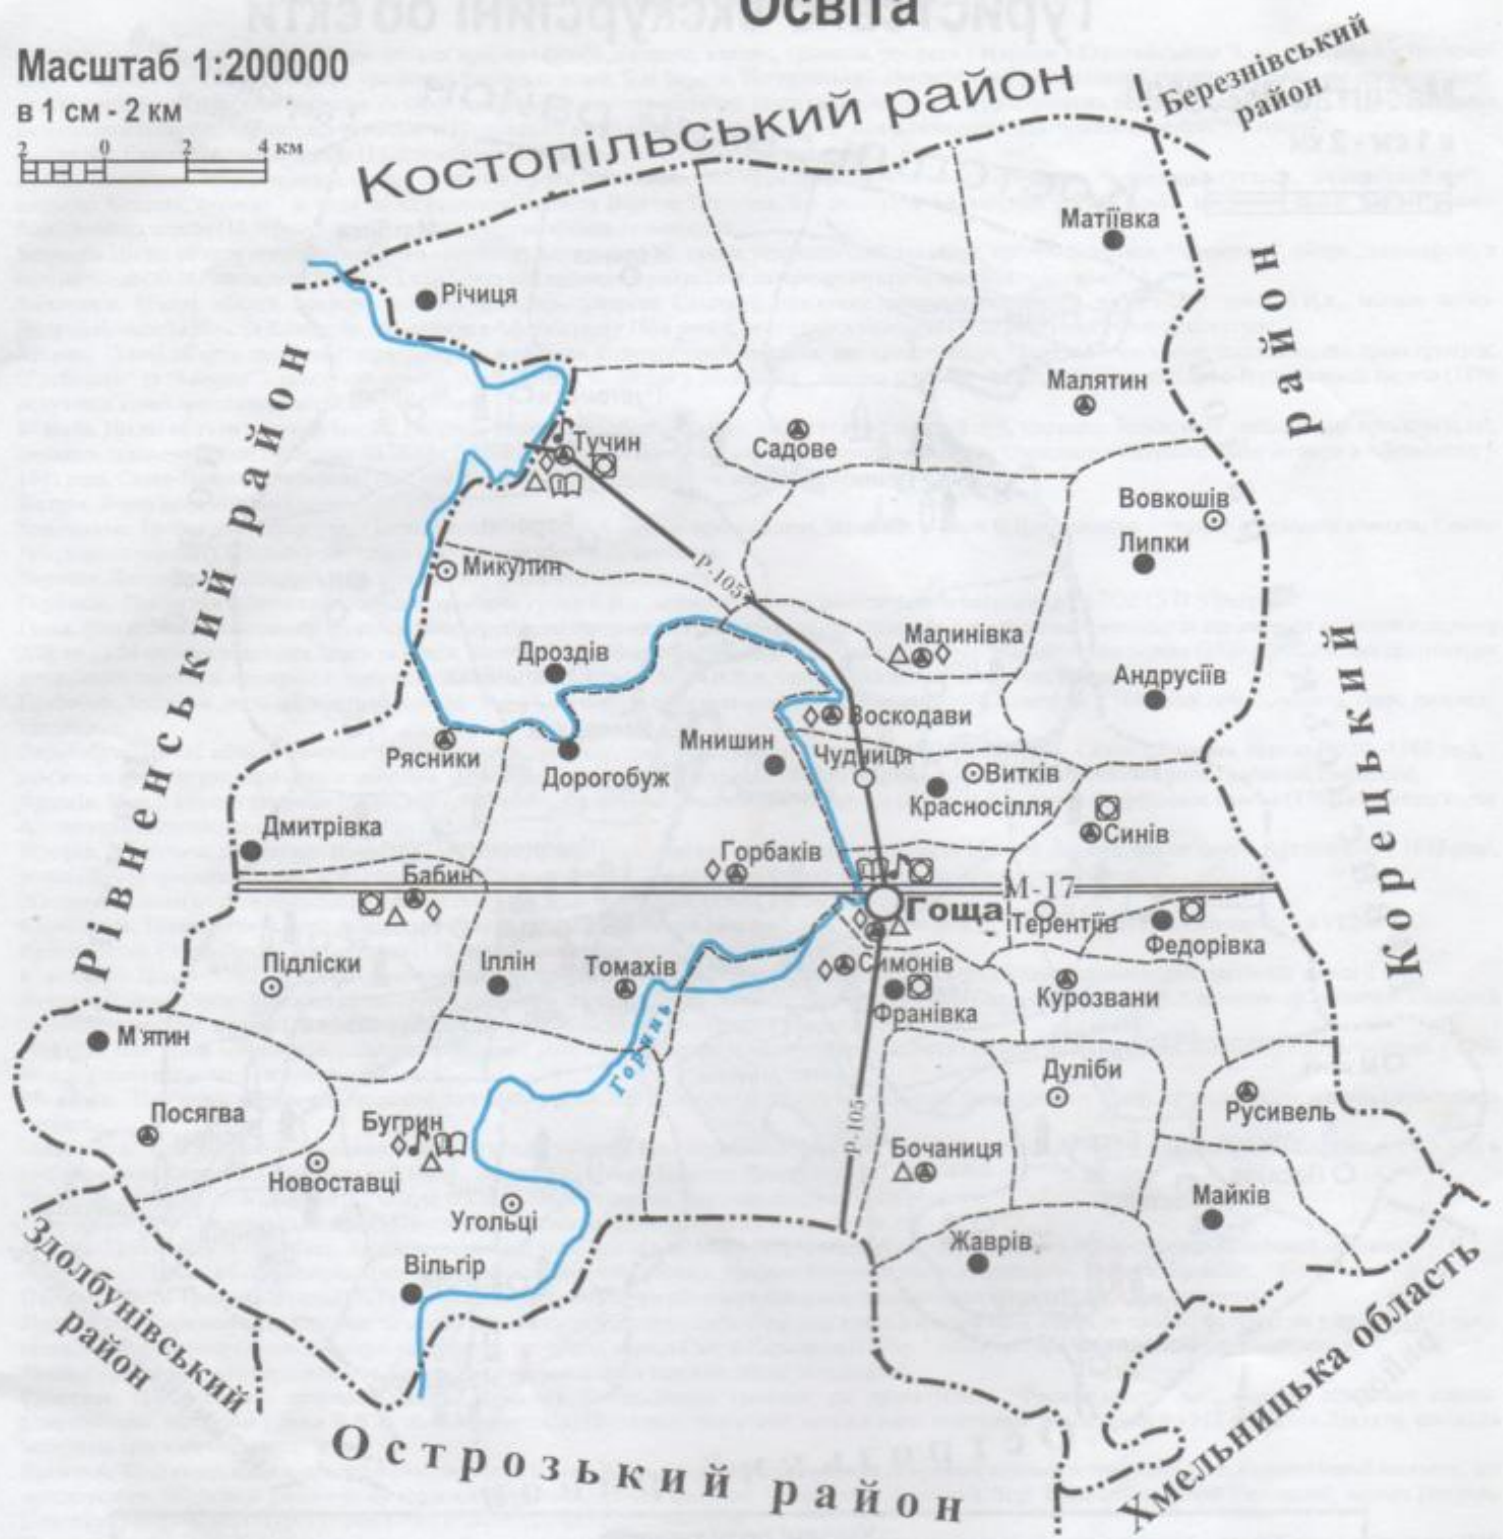 Освіта
Масштаб 1:200000
в 1 см - 2 км
2 0 2 4 км
Костопільський район
Березнівський
район
Матіївка
Річиця
Малятин
Тучин
Садове
Вовкошів
Липки
Микулин
Р-105
Малинівка
Дроздів
Андрусіїв
Воскодави
Рясники
Мнишин
Чудниця
Витків
Дорогобуж
Красносілля
Дмитрівка
Синів
Горбаків
Бабин
М-17
Гоща
Терентіїв
Федорівка
Підліски
Іллін
Томахів
Симонів
Курозвани
Франівка
М'ятин
Горинь
Дуліби
Посягва
Бугрин
Русивель
Р-105
Бочаниця
Новоставці
Майків
Угольці
Жаврів
Вільгір
Рівненський район
Корецький район
Здолбунівський
район
Острозький район
Хмельницька область